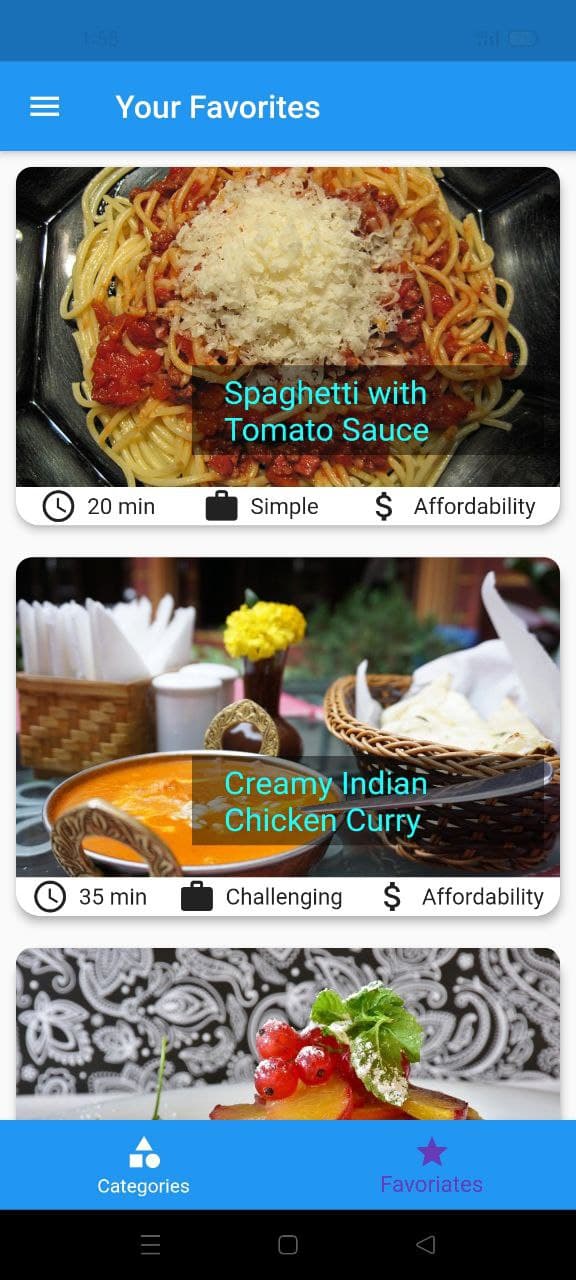 1:58
Your Favorites
Spaghetti with
Tomato Sauce
20 min Simple Affordability
Creamy Indian
Chicken Curry
35 min Challenging Affordability
Categories Favoriates